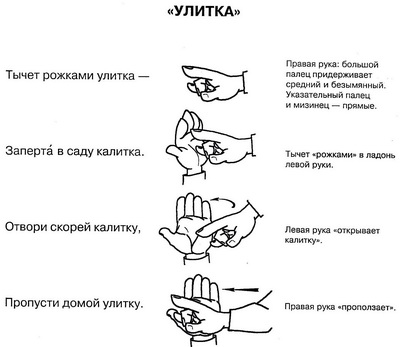 «УЛИТКА»
Тычет рожками улитка —
Правая рука: большой
палец придерживает
средний и безымянный.
Указательный палец
и мизинец — прямые.
Заперта́ в саду калитка.
Тычет «рожками» в ладонь
левой руки.
Отвори скорей калитку,
Левая рука «открывает
калитку».
Пропусти домой улитку.
Правая рука «проползает».